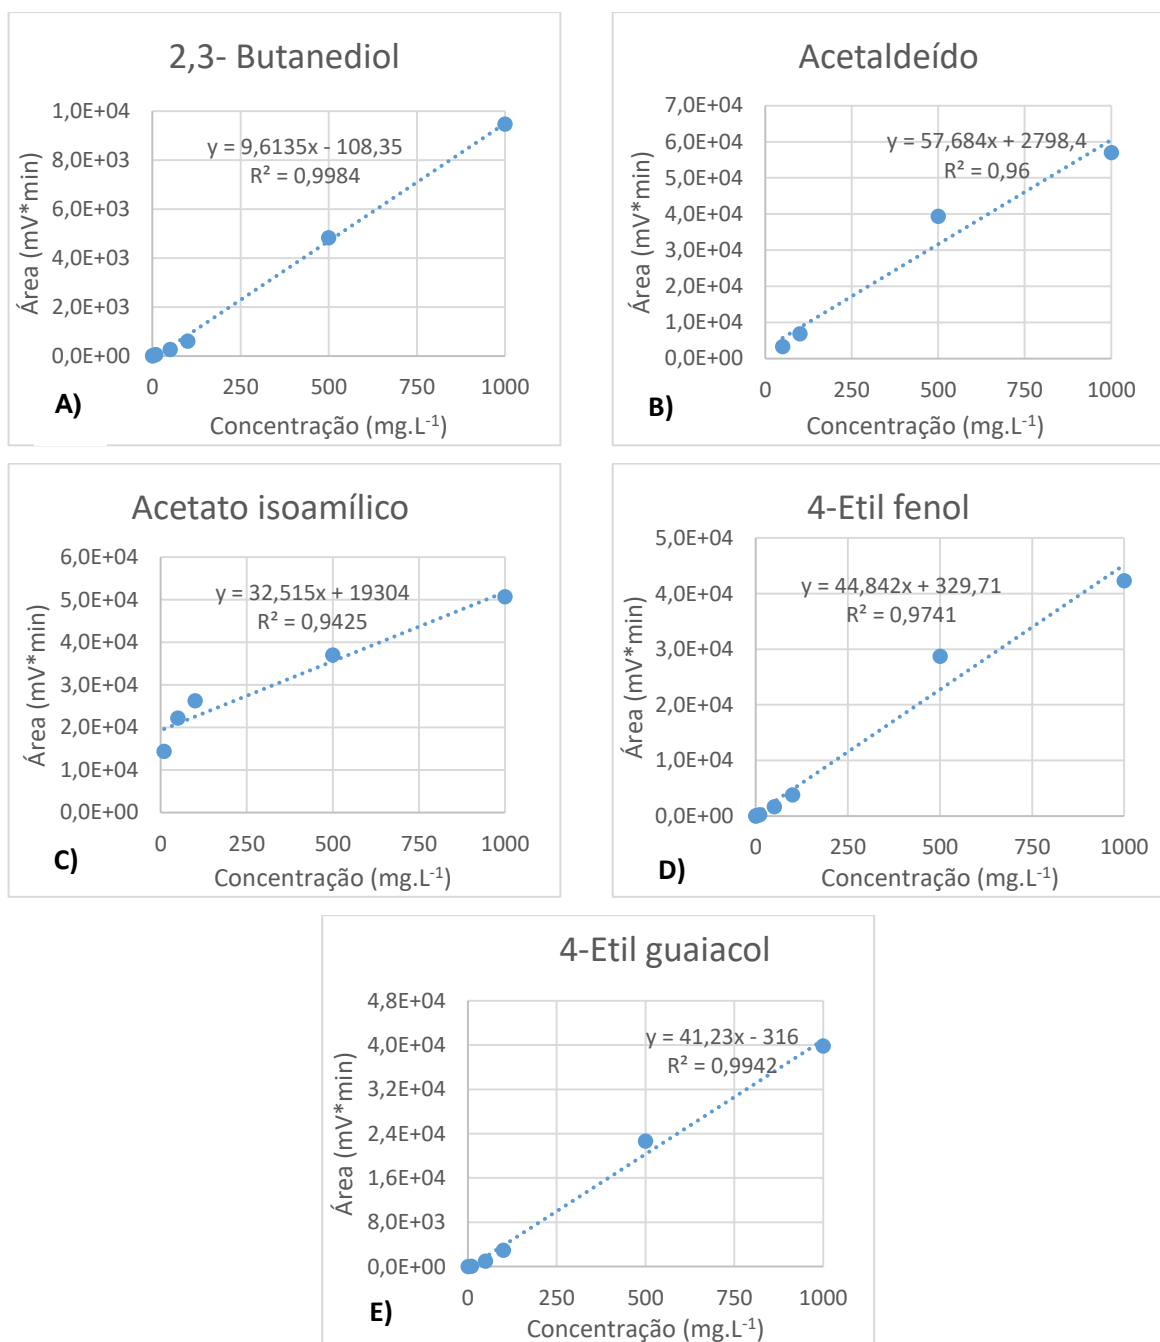 2,3- Butanediol
1,0E+04
8,0E+03
6,0E+03
4,0E+03
2,0E+03
0,0E+00
Área (mV*min)
y = 9,6135x - 108,35
R² = 0,9984
0 250 500 750 1000
Concentração (mg.L⁻¹)
A)
Acetaldeído
7,0E+04
6,0E+04
5,0E+04
4,0E+04
3,0E+04
2,0E+04
1,0E+04
0,0E+00
Área (mV*min)
y = 57,684x + 2798,4
R² = 0,96
0 250 500 750 1000
Concentração (mg.L⁻¹)
B)
Acetato isoamílico
6,0E+04
5,0E+04
4,0E+04
3,0E+04
2,0E+04
1,0E+04
0,0E+00
Área (mV*min)
y = 32,515x + 19304
R² = 0,9425
0 250 500 750 1000
Concentração (mg.L⁻¹)
C)
4-Etil fenol
5,0E+04
4,0E+04
3,0E+04
2,0E+04
1,0E+04
0,0E+00
Área (mV*min)
y = 44,842x + 329,71
R² = 0,9741
0 250 500 750 1000
Concentração (mg.L⁻¹)
D)
4-Etil guaiacol
4,8E+04
4,0E+04
3,2E+04
2,4E+04
1,6E+04
8,0E+03
0,0E+00
Área (mV*min)
y = 41,23x - 316
R² = 0,9942
0 250 500 750 1000
Concentração (mg.L⁻¹)
E)